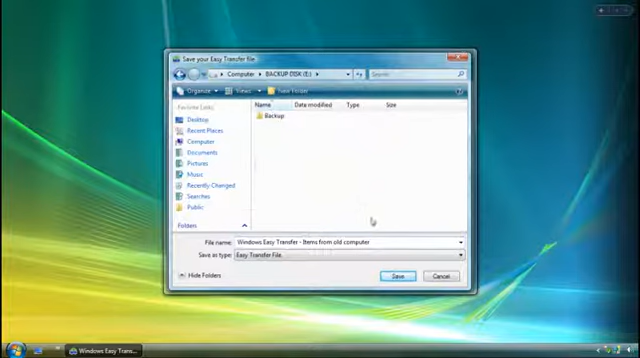 Save your Easy Transfer file
Computer BACKUP DISK (E:) Search
Organize Views New Folder
Favorite Links Name Date modified Type Size
Desktop Backup
Recent Places
Computer
Documents
Pictures
Music
Recently Changed
Searches
Public
Folders
File name: Windows Easy Transfer - Items from old computer
Save as type: Easy Transfer File
Hide Folders Save Cancel
Windows Easy Trans...